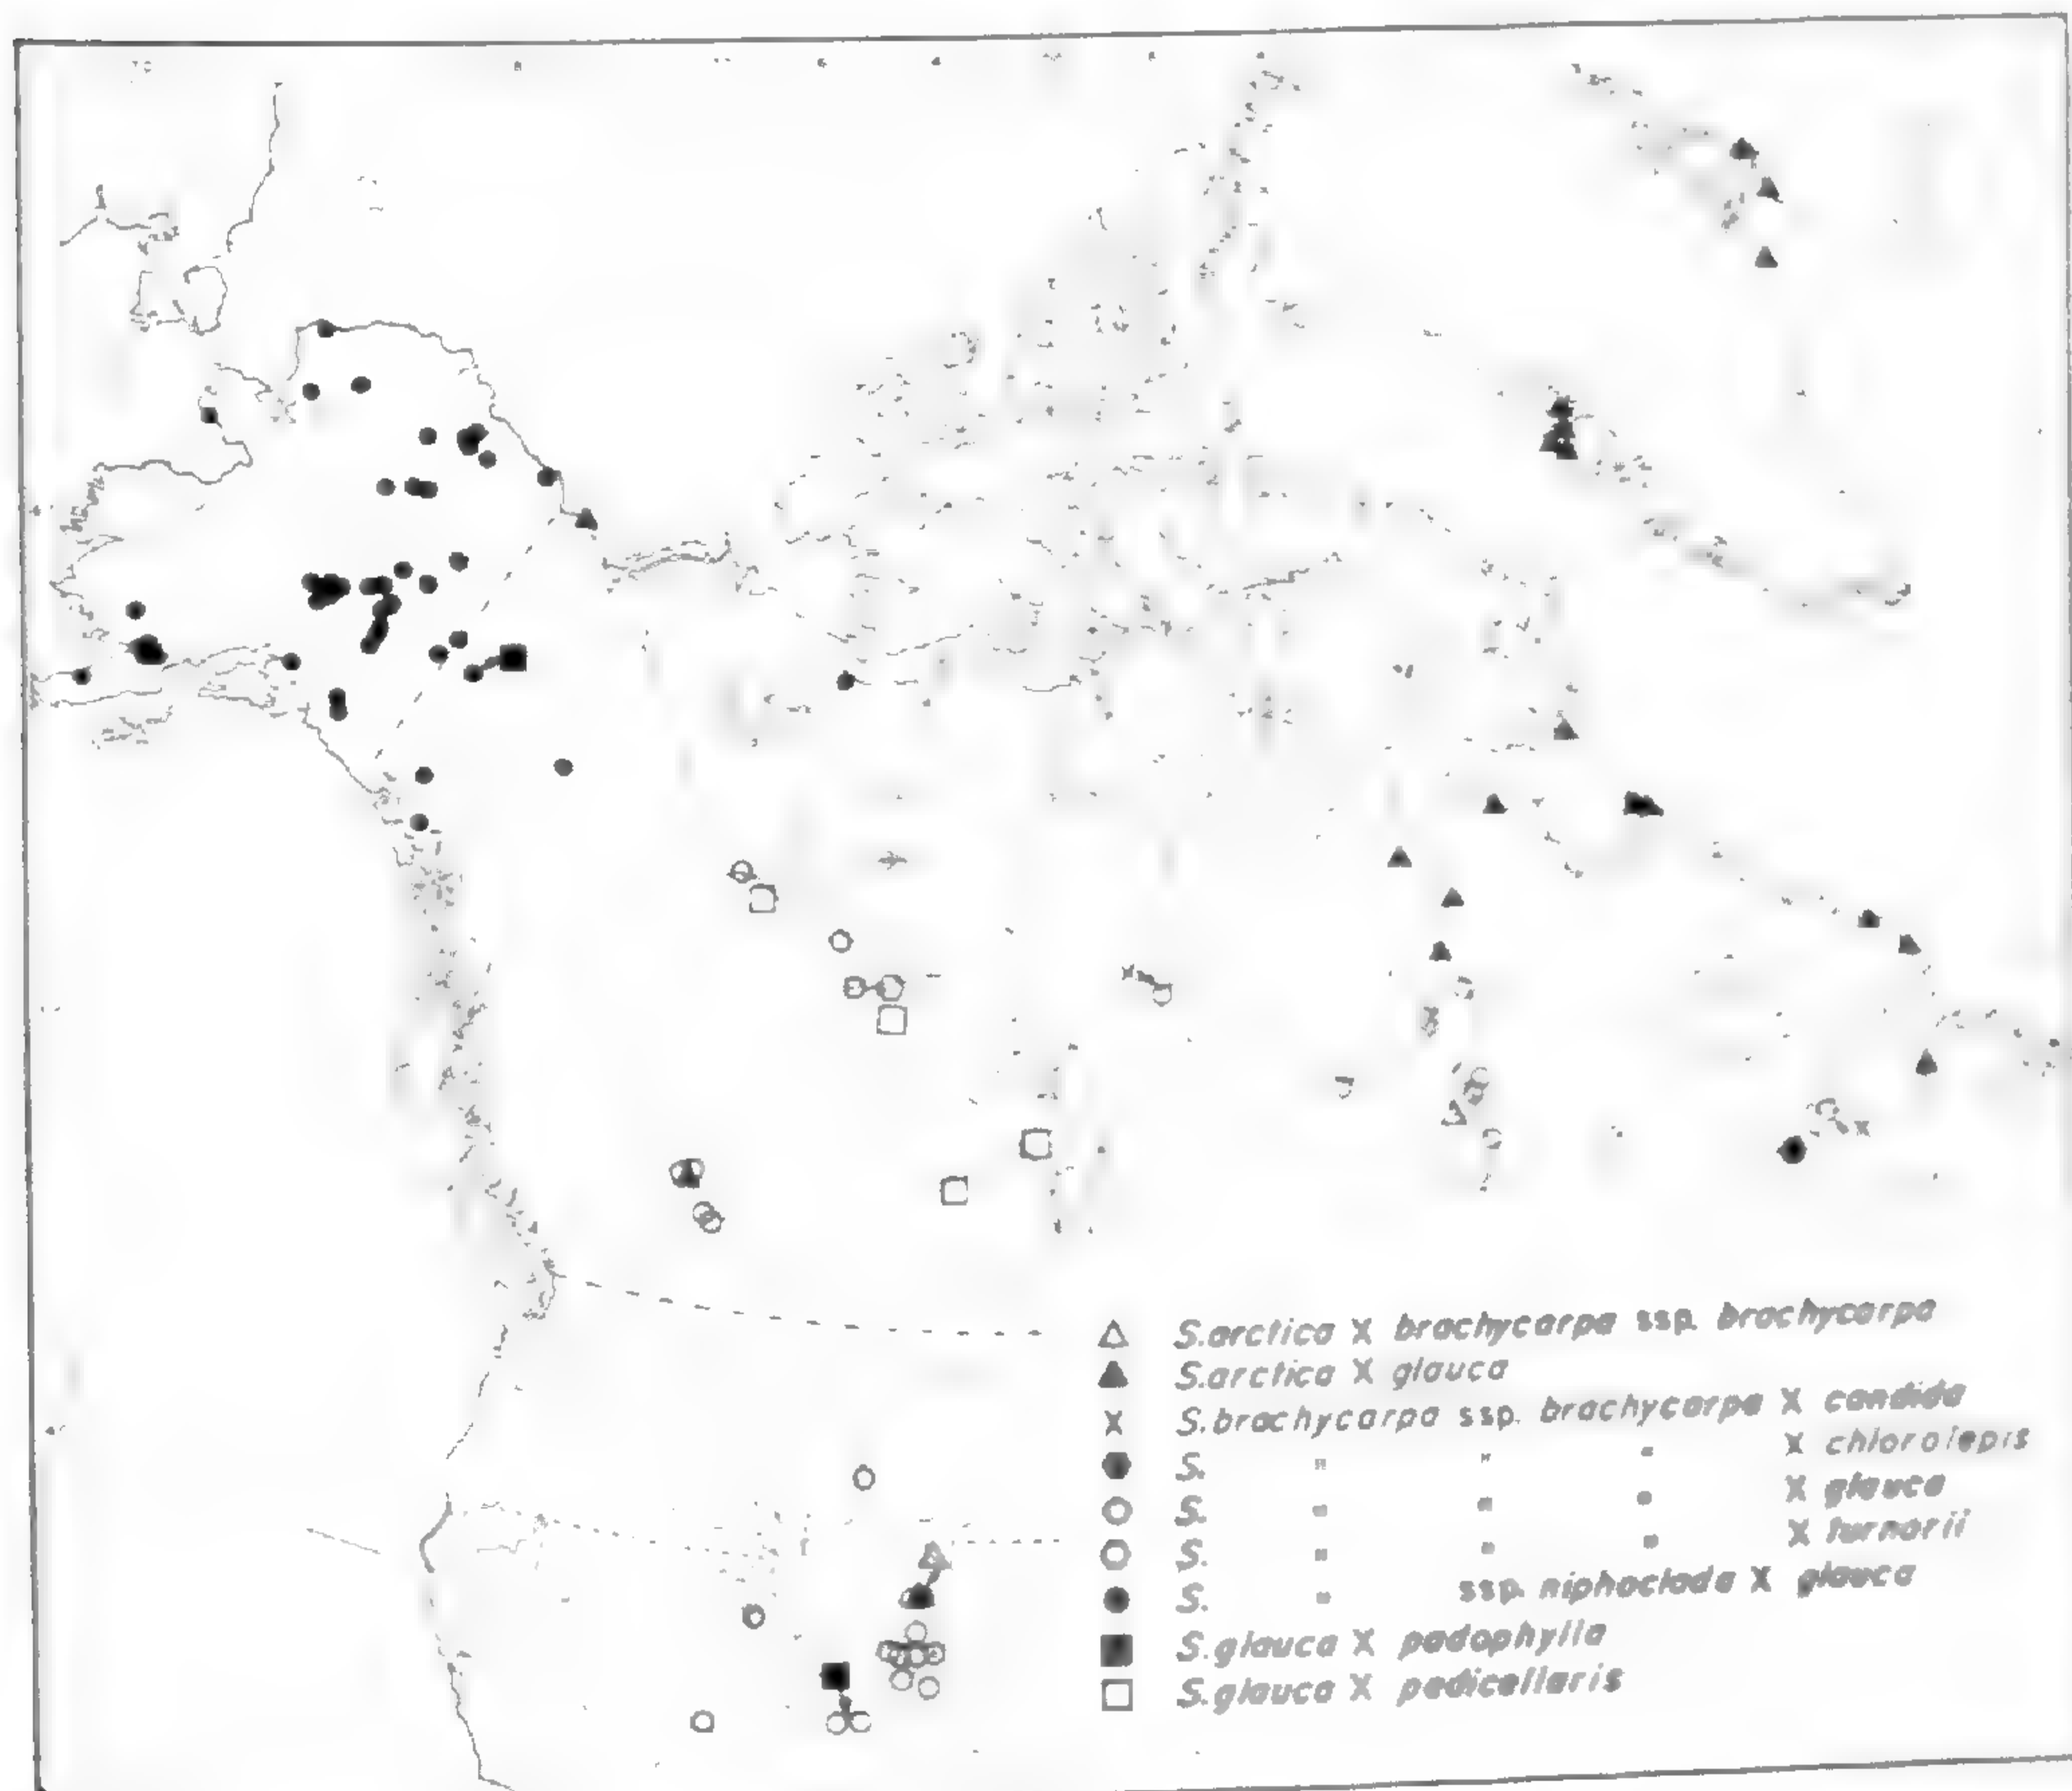 S. arctica X brachycarpa ssp. brachycarpa
S. arctica X glauca
S. brachycarpa ssp. brachycarpa X candida
S. " " " X chlorolepis
S. " " " X glauca
S. " " " X turnorii
S. " ssp. niphoclada X glauca
S. glauca X padophylla
S. glauca X pedicellaris